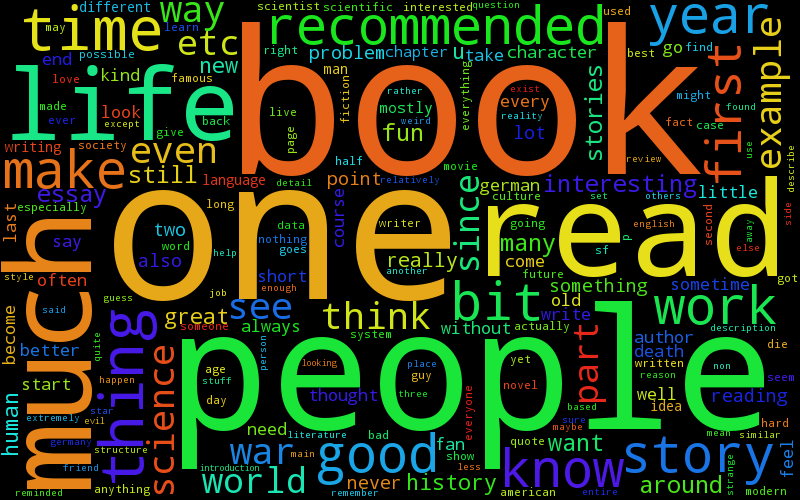 may
time
different
way
etc
scientist
scientific
interested
question
recommended
year
end
possible
learn
new
right
problem
chapter
u
take
character
used
go
find
best
love
kind
famous
man
fiction
life
book
made
look
back
give
ever
except
society
live
page
rather
mostly
weird
fun
exist
every
reality
lot
everything
stories
might
fact
case
found
first
example
use
review
describe
writing
make
even
still
language
detail
half
point
relatively
movie
since
german
culture
interesting
set
others
little
essay
especially
last
say
two
also
word
long
data
nothing
goes
help
course
one
writer
really
another
many
going
come
future
sf
p
english
second
else
away
side
read
something
sometime
got
style
often
said
much
become
better
quite
guess
thing
great
someone
job
short
enough
see
always
think
system
without
actually
bit
old
write
work
author
death
description
written
reason
non
die
seem
start
human
happen
extremely
star
evil
germany
structure
friend
anything
reminded
science
age
stuff
day
people
person
looking
thought
place
guy
three
yet
novel
based
sure
maybe
part
well
idea
reading
hard
mean
similar
need
literature
bad
war
main
introduction
world
good
never
remember
fan
show
less
history
everyone
quote
know
american
want
entire
story
around
strange
modern
feel